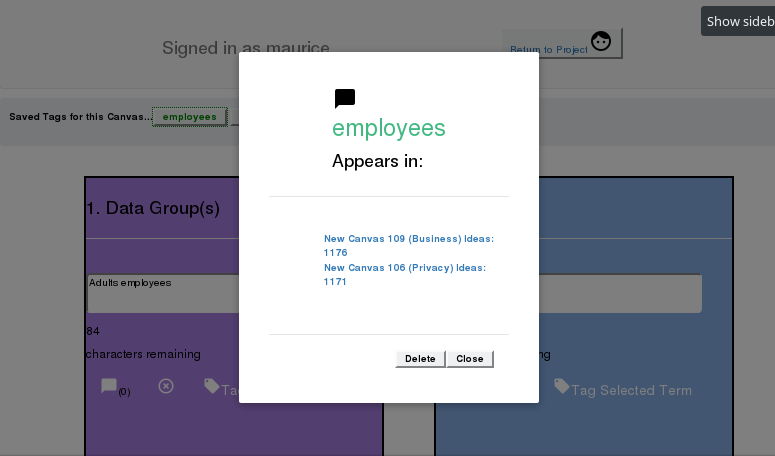 Show sideb
Signed in as maurice
Return to Project
Saved Tags for this Canvas...
employees
employees
Appears in:
1. Data Group(s)
New Canvas 109 (Business) Ideas:
1176
New Canvas 106 (Privacy) Ideas:
1171
Adults employees
84
characters remaining
ng
Delete
Close
(0)
Ta
Tag Selected Term